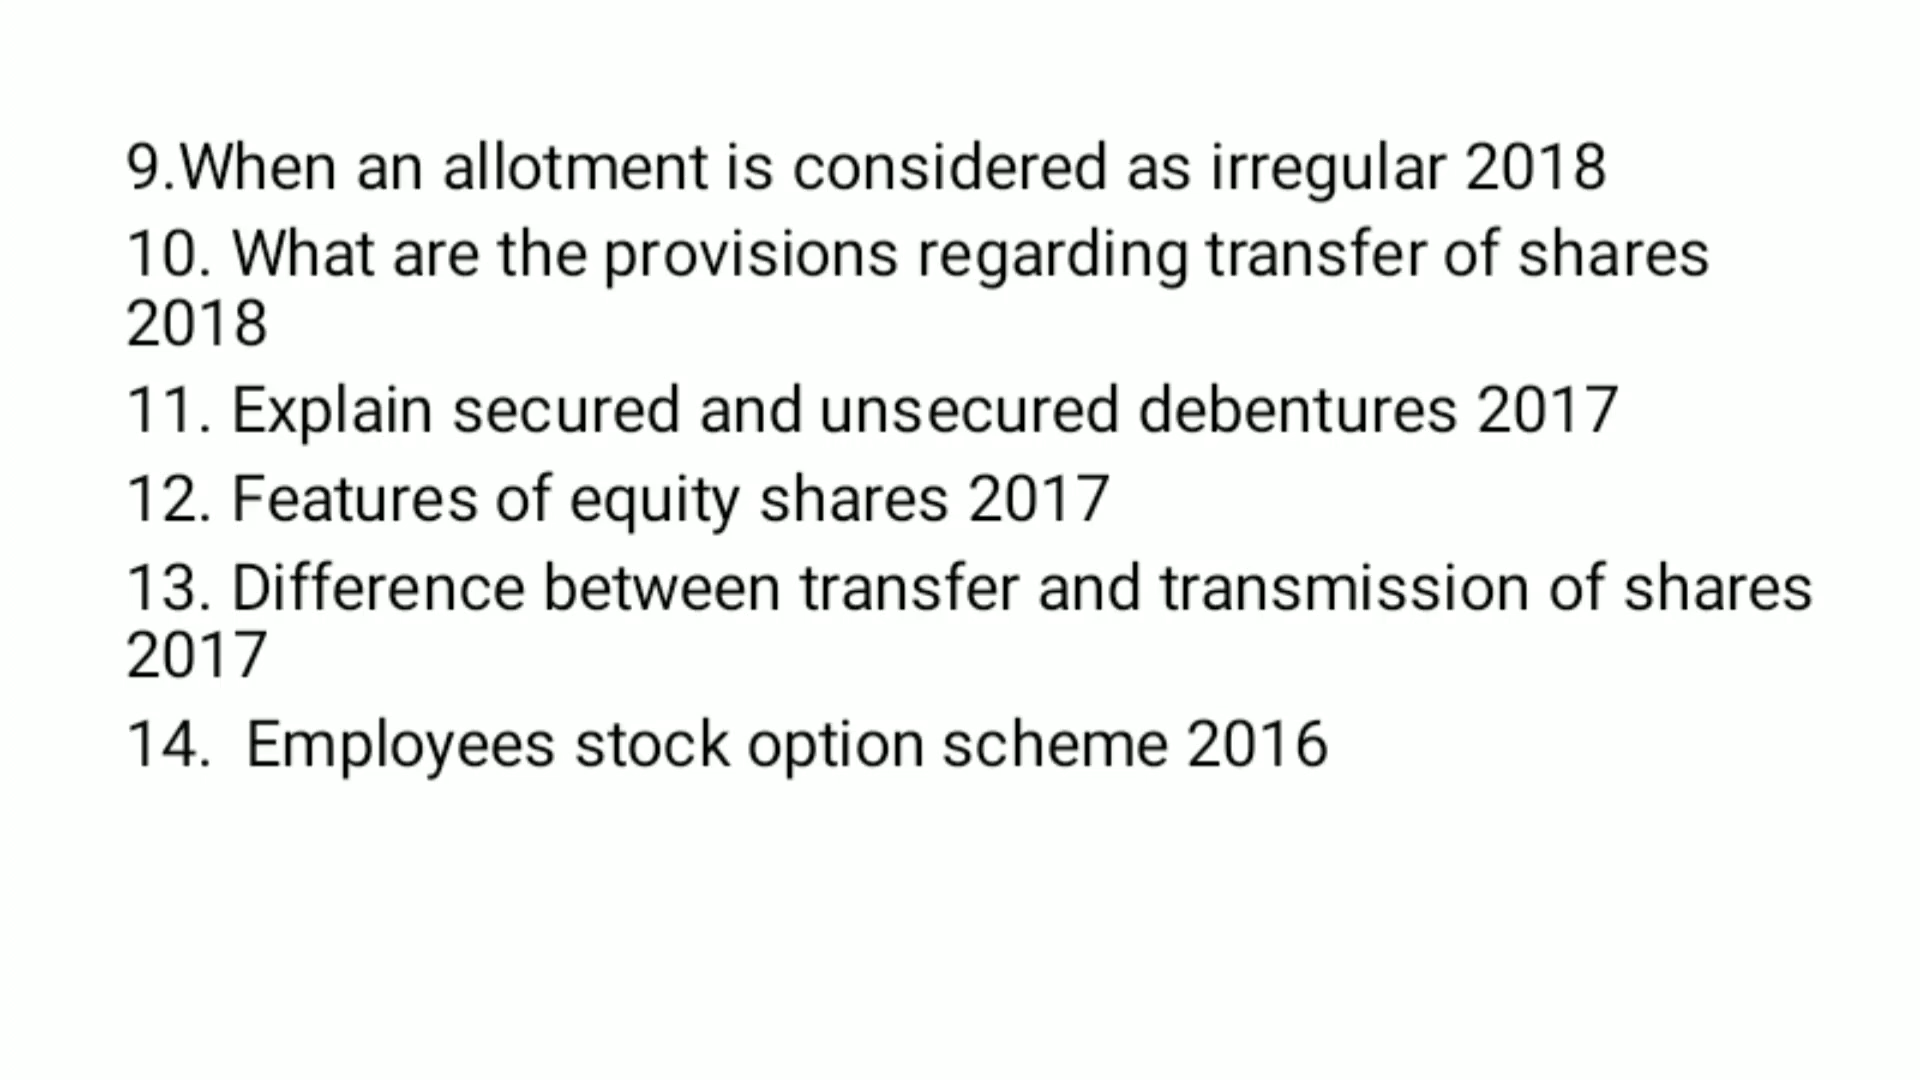 9.When an allotment is considered as irregular 2018
10. What are the provisions regarding transfer of shares
2018
11. Explain secured and unsecured debentures 2017
12. Features of equity shares 2017
13. Difference between transfer and transmission of shares
2017
14.  Employees stock option scheme 2016